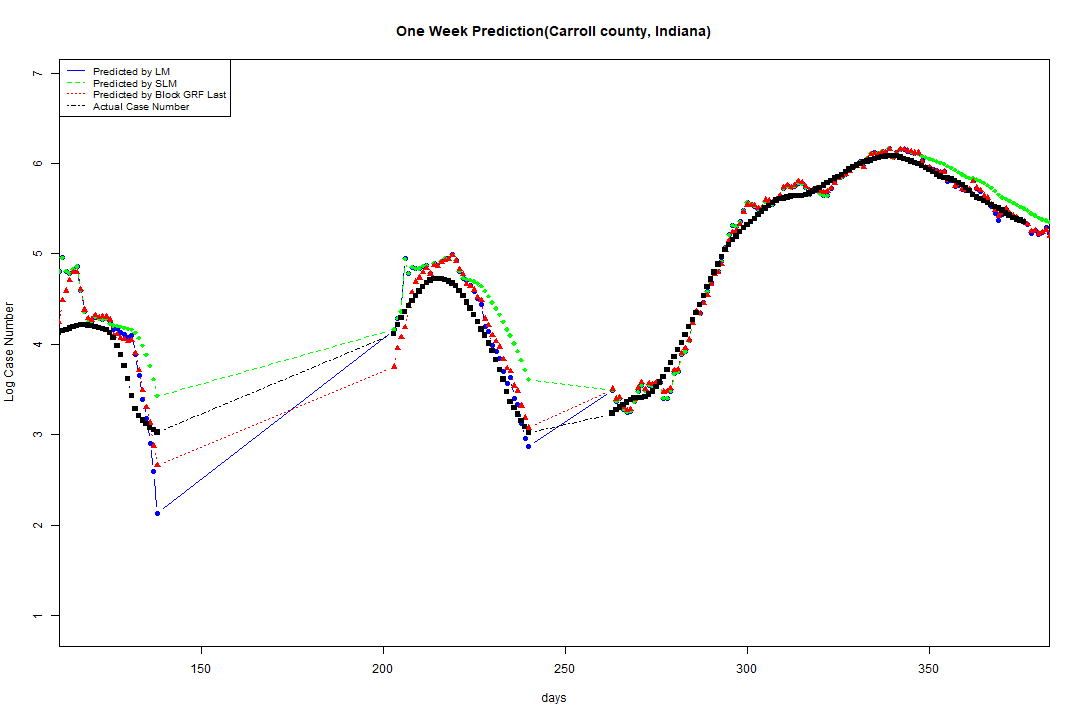 One Week Prediction(Carroll county, Indiana)
Predicted by LM
Predicted by SLM
Predicted by Block GRF Last
Actual Case Number
7
6
5
4
3
2
1
Log Case Number
150
200
250
300
350
days